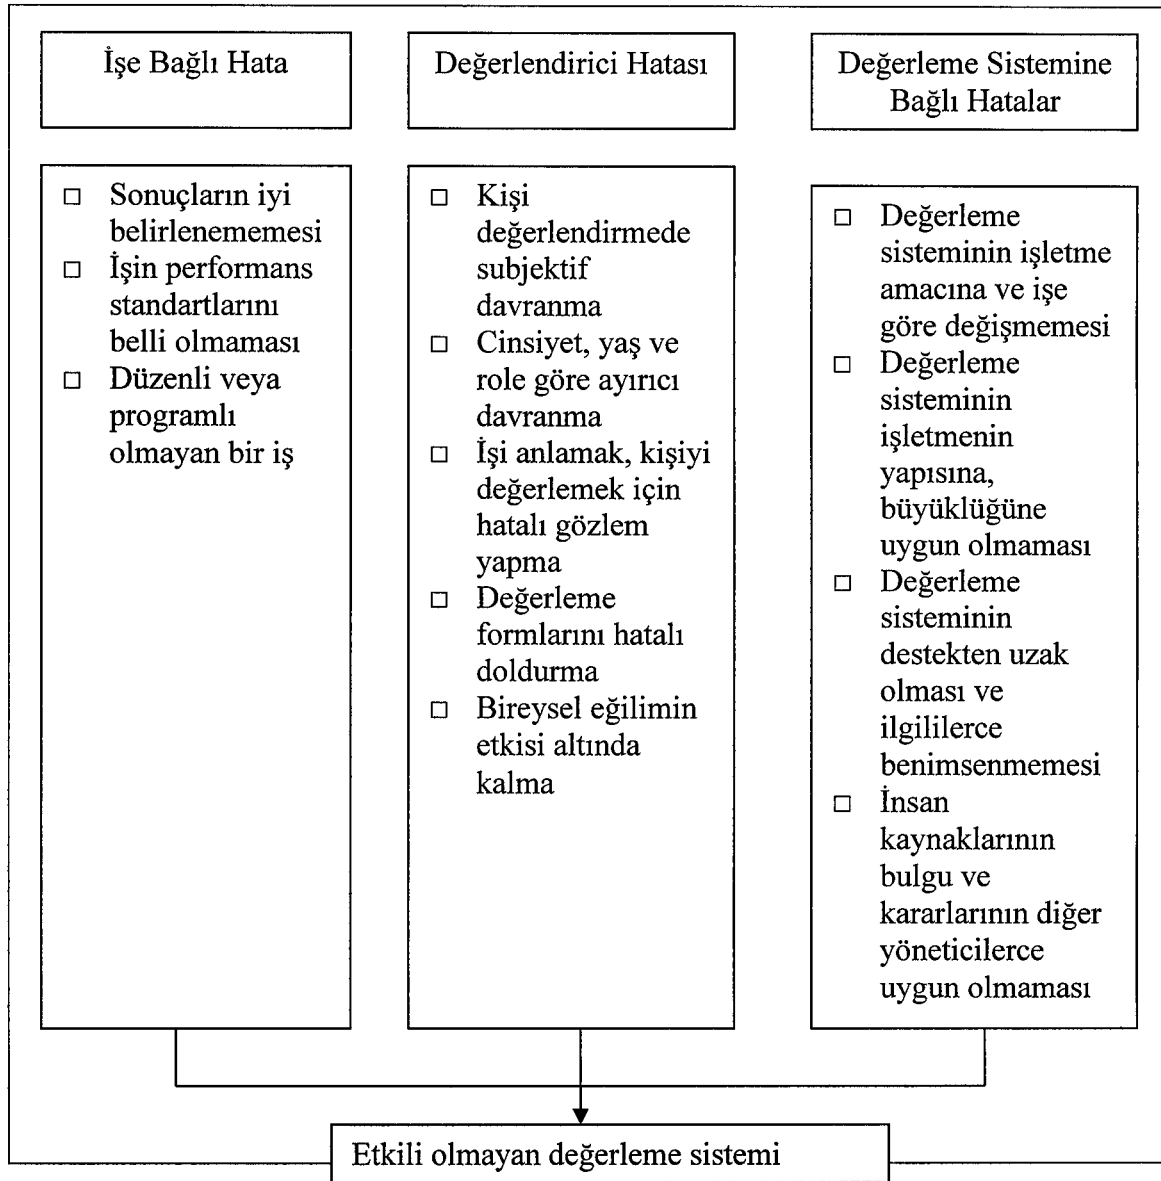 İşe Bağlı Hata
Değerlendirici Hatası
Değerleme Sistemine
Bağlı Hatalar
□ Sonuçların iyi
belirlenememesi
□ İşin performans
standartlarını
belli olmaması
□ Düzenli veya
programlı
olmayan bir iş
□ Kişi
değerlendirmede
subjektif
davranma
□ Cinsiyet, yaş ve
role göre ayırıcı
davranma
□ İşi anlamak, kişiyi
değerlemek için
hatalı gözlem
yapma
□ Değerleme
formlarını hatalı
doldurma
□ Bireysel eğilimin
etkisi altında
kalma
□ Değerleme
sisteminin işletme
amacına ve işe
göre değişmemesi
□ Değerleme
sisteminin
işletmenin
yapısına,
büyüklüğüne
uygun olmaması
□ Değerleme
sisteminin
destekten uzak
olması ve
ilgililerce
benimsenmemesi
□ İnsan
kaynaklarının
bulgu ve
kararlarının diğer
yöneticilerce
uygun olmaması
Etkili olmayan değerleme sistemi